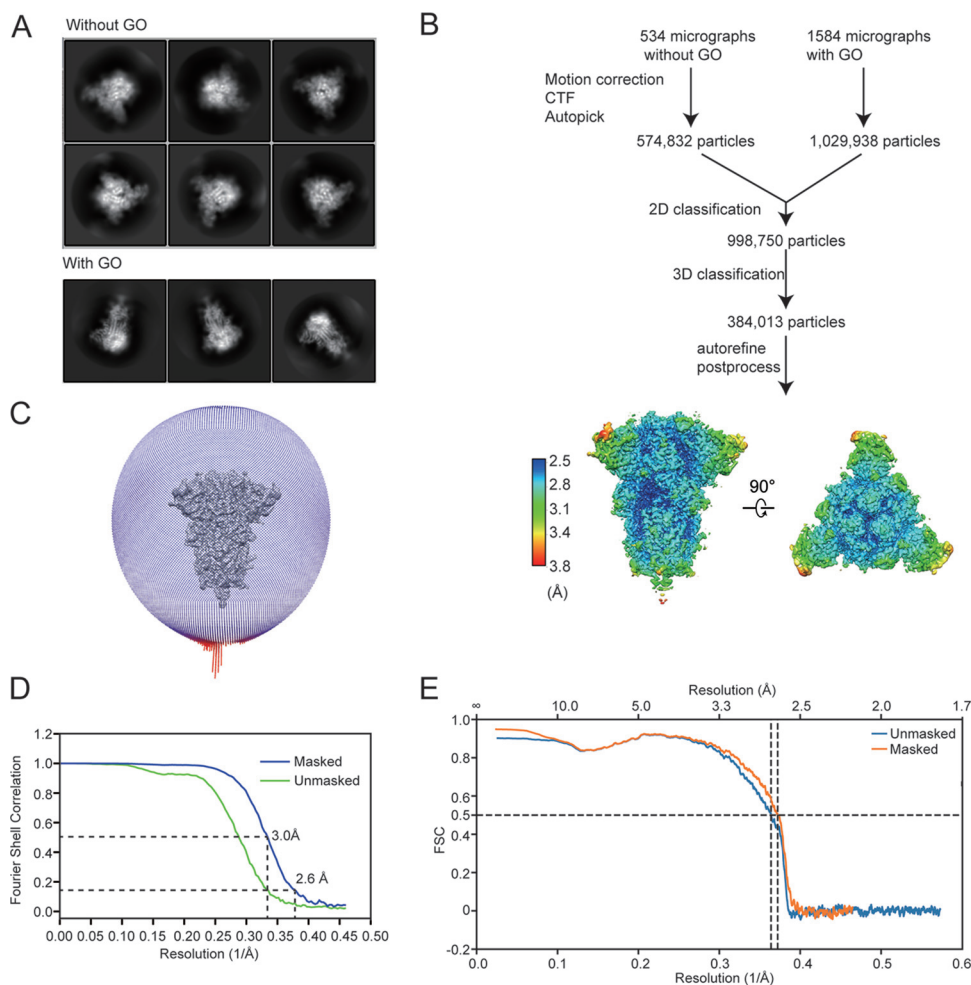 A
Without GO
With GO
B
534 micrographs
without GO
1584 micrographs
with GO
Motion correction
CTF
Autopick
574,832 particles
1,029,938 particles
2D classification
998,750 particles
3D classification
384,013 particles
autorefine
postprocess
2.5
2.8
3.1
3.4
3.8
(Å)
90°
C
D
Fourier Shell Correlation
1.0
0.8
0.6
0.4
0.2
0.0
Masked
Unmasked
3.0Å
2.6 Å
0.00 0.05 0.10 0.15 0.20 0.25 0.30 0.35 0.40 0.45 0.50
Resolution (1/Å)
E
Resolution (Å)
∞ 10.0 5.0 3.3 2.5 2.0 1.7
FSC
1.0
0.8
0.6
0.5
0.4
0.2
0
-0.2
Unmasked
Masked
0.0 0.1 0.2 0.3 0.4 0.5 0.6
Resolution (1/Å)